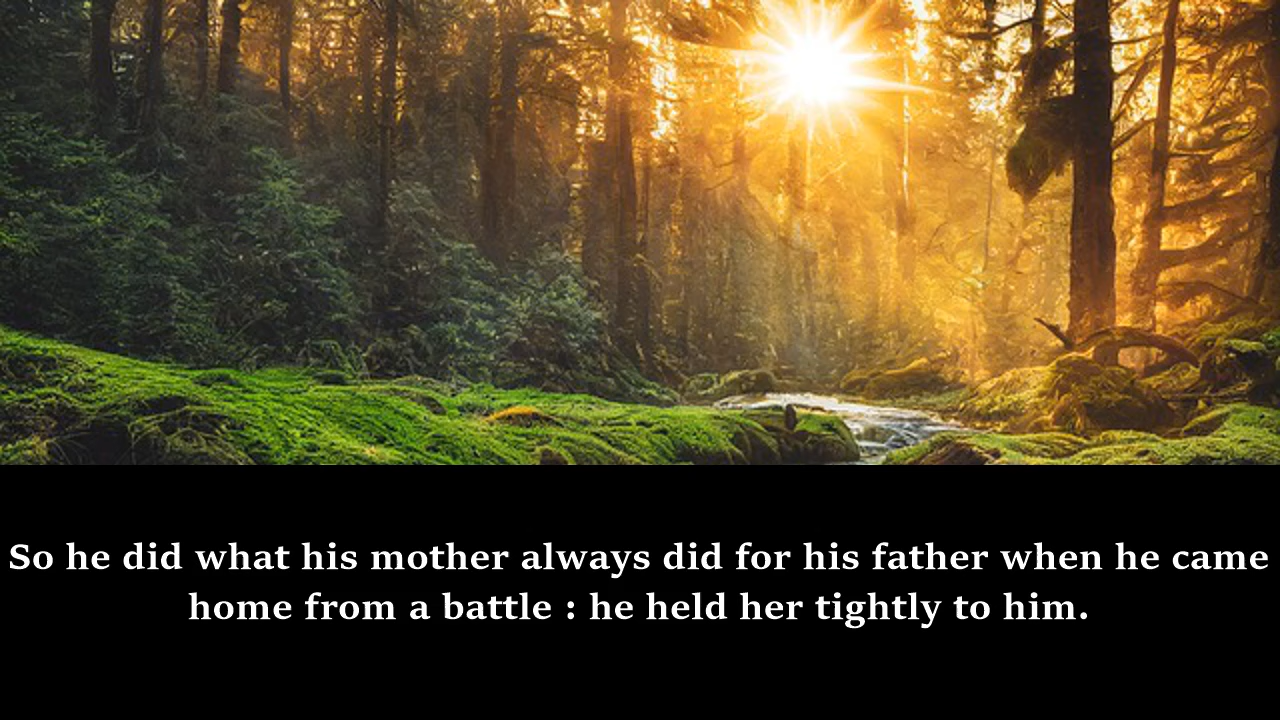 So he did what his mother always did for his father when he came
home from a battle : he held her tightly to him.